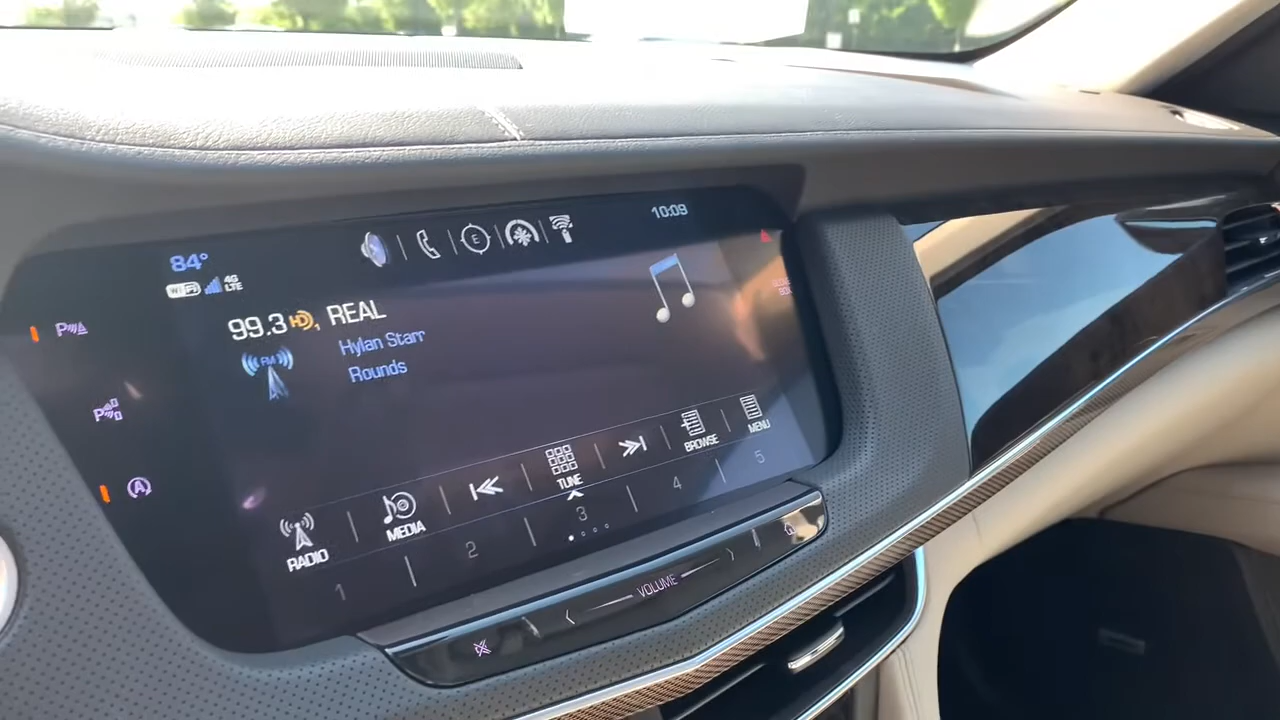 10:09
84°
E
WiFi
4G
LTE
99.3 HD1 REAL
FM
Hylan Starr
Rounds
P
P
A
RADIO
MEDIA
TUNE
BROWSE
MENU
1
2
3
4
5
VOLUME